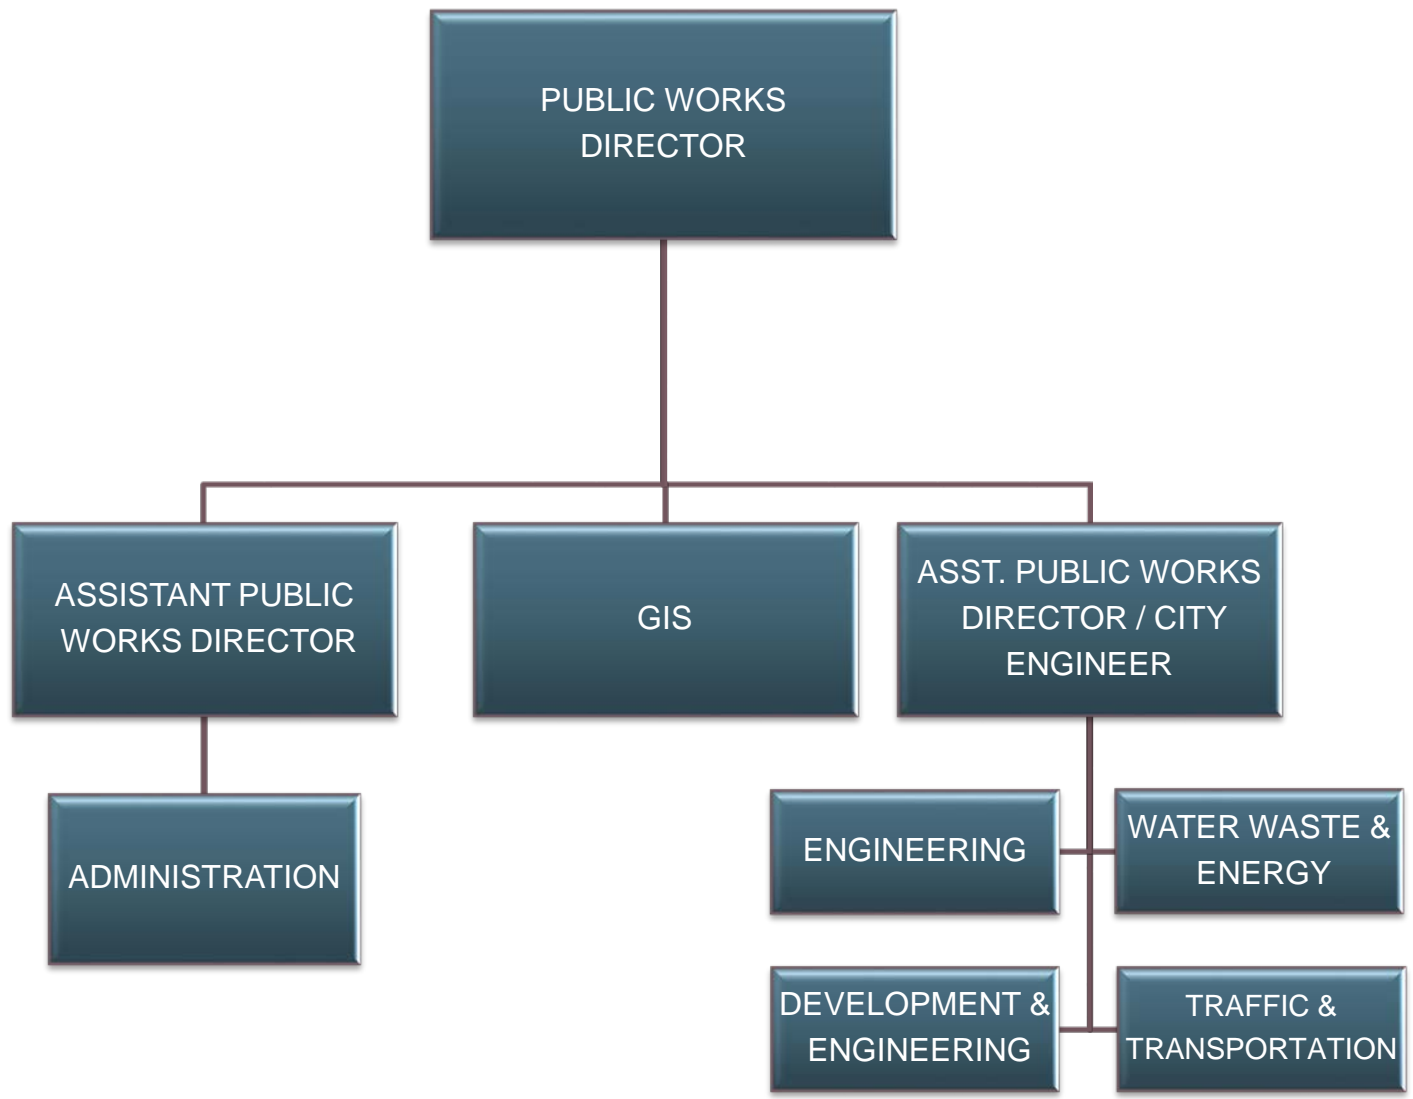 PUBLIC WORKS
DIRECTOR
ASSISTANT PUBLIC
WORKS DIRECTOR
GIS
ASST. PUBLIC WORKS
DIRECTOR / CITY
ENGINEER
ADMINISTRATION
ENGINEERING
WATER WASTE &
ENERGY
DEVELOPMENT &
ENGINEERING
TRAFFIC &
TRANSPORTATION